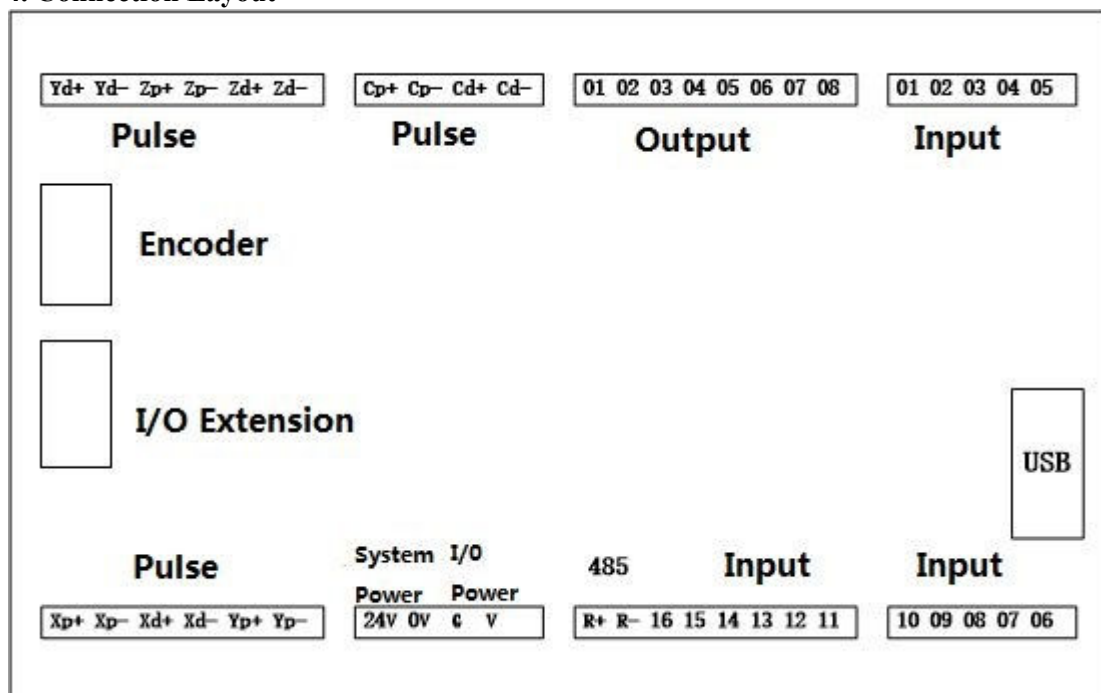 4. Connection Layout
Yd+ Yd- Zp+ Zp- Zd+ Zd-
Cp+ Cp- Cd+ Cd-
01 02 03 04 05 06 07 08
01 02 03 04 05
Pulse
Pulse
Output
Input
Encoder
I/O Extension
USB
Pulse
System I/O
Power Power
485
Input
Input
Xp+ Xp- Xd+ Xd- Yp+ Yp-
24V 0V G V
R+ R- 16 15 14 13 12 11
10 09 08 07 06